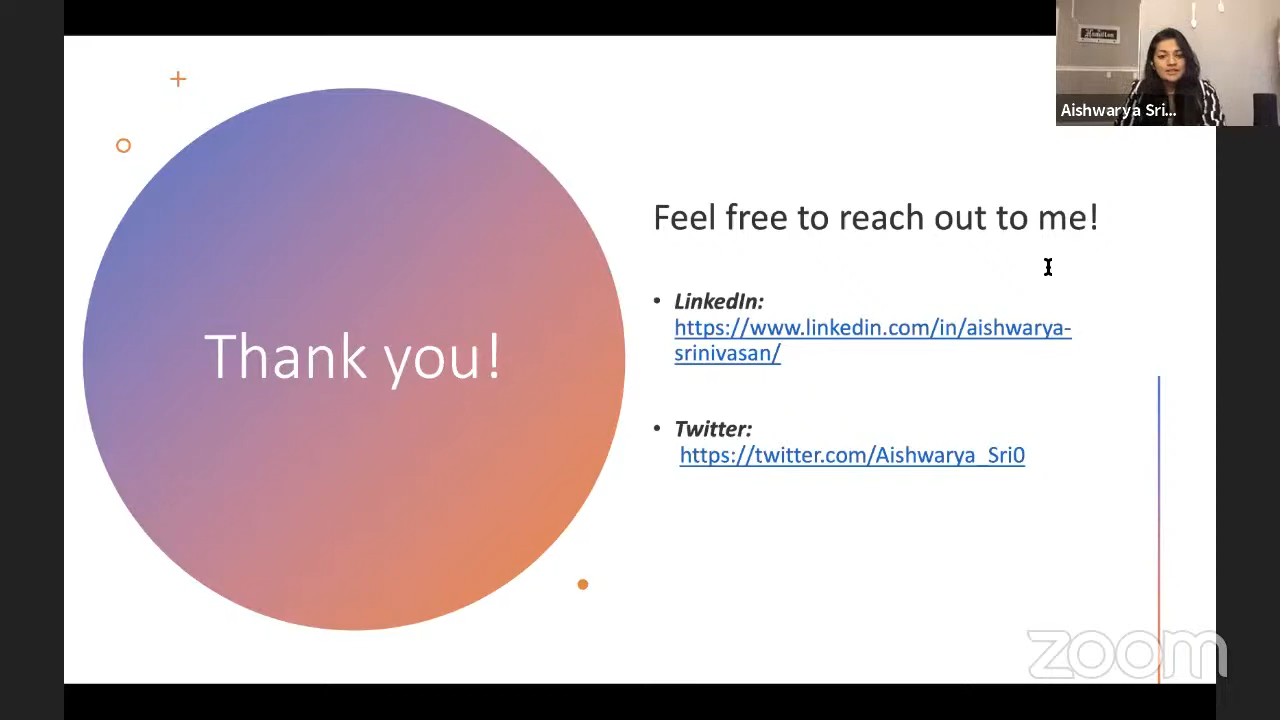 Hamilton
Aishwarya Sri...
Thank you!
Feel free to reach out to me!
• LinkedIn:
https://www.linkedin.com/in/aishwarya-
srinivasan/
• Twitter:
https://twitter.com/Aishwarya_Sri0
zoom